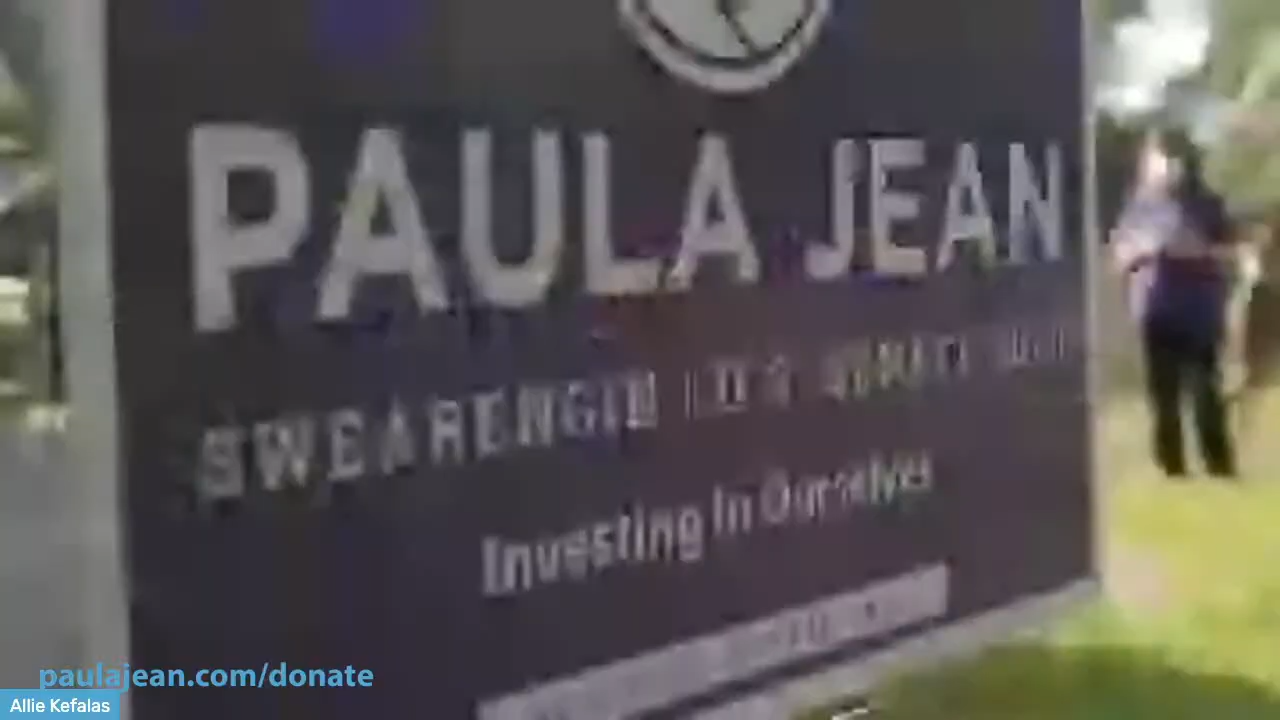 PAULA JEAN
SWEARENGIN
Investing In Ourselves
paulajean.com/donate
Allie Kefalas